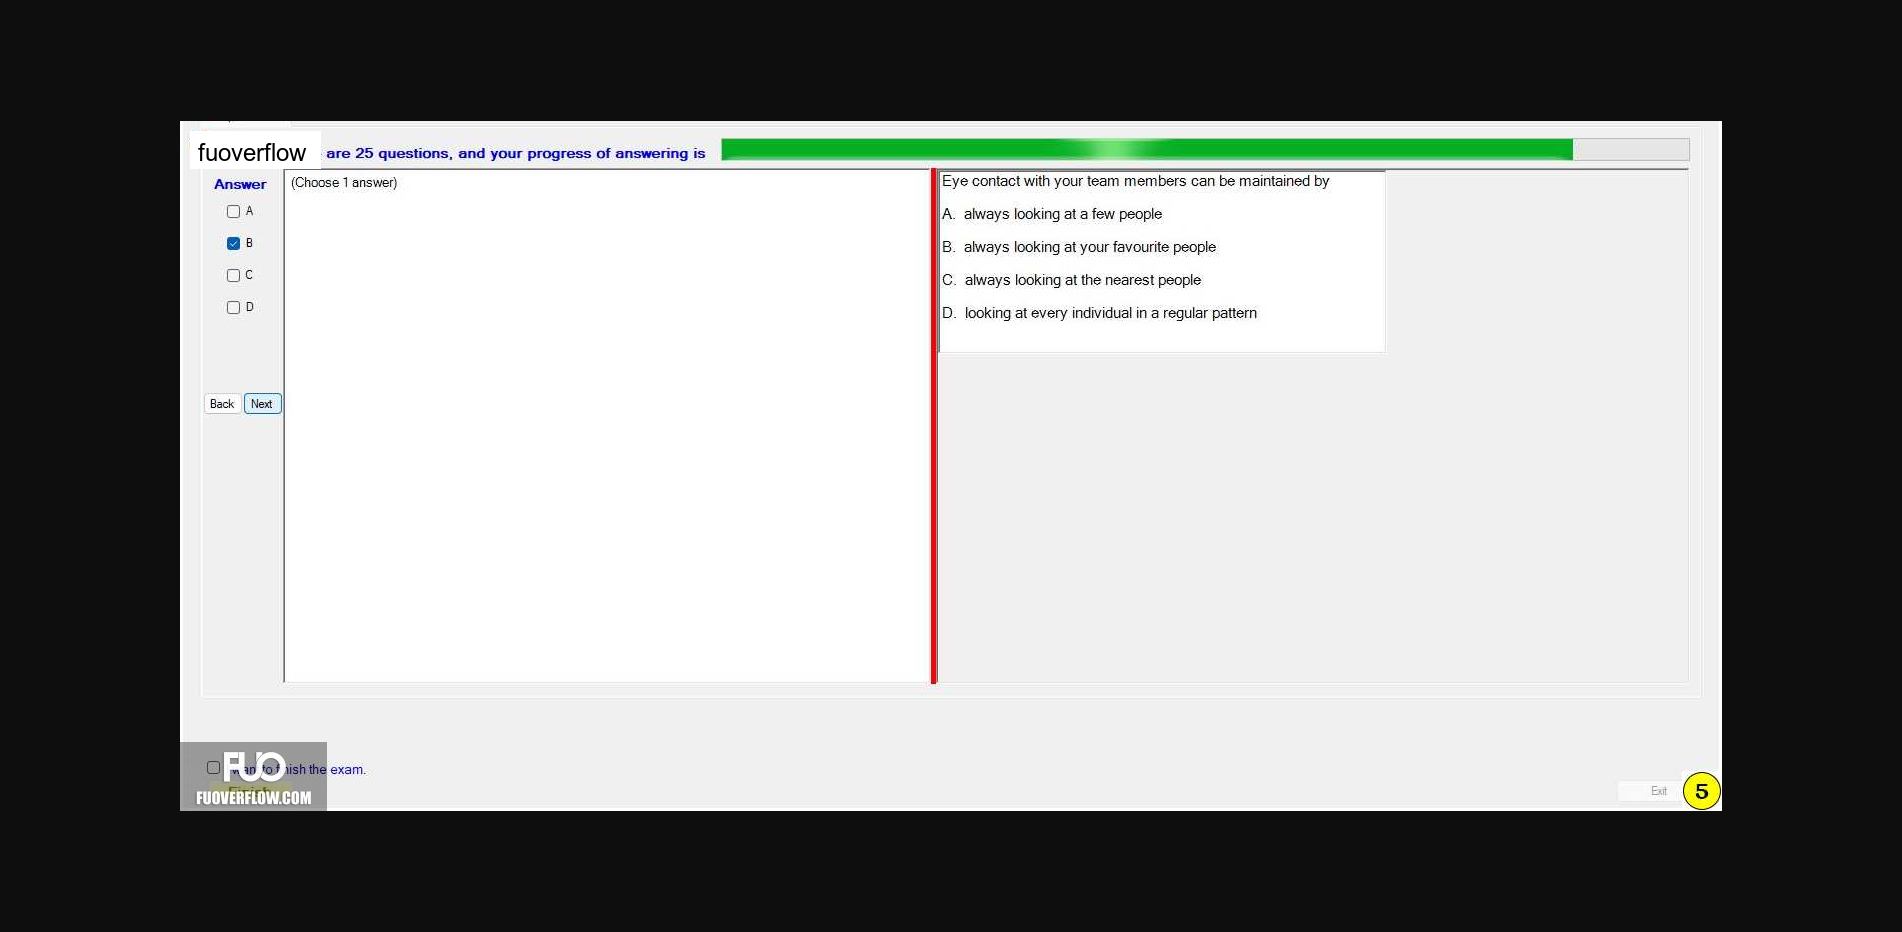 fuoverflow are 25 questions, and your progress of answering is
Answer
A
B
C
D
Back Next
(Choose 1 answer)
Eye contact with your team members can be maintained by
A. always looking at a few people
B. always looking at your favourite people
C. always looking at the nearest people
D. looking at every individual in a regular pattern
want to finish the exam.
Finish
FUO
FUOVERFLOW.COM
Exit
5